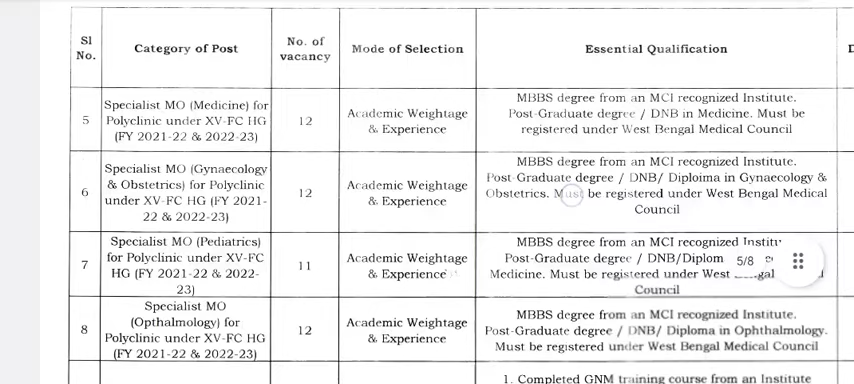 Sl
No.
Category of Post
No. of
vacancy
Mode of Selection
Essential Qualification
D
5
Specialist MO (Medicine) for
Polyclinic under XV-FC HG
(FY 2021-22 & 2022-23)
12
Academic Weightage
& Experience
MBBS degree from an MCI recognized Institute.
Post-Graduate degree / DNB in Medicine. Must be
registered under West Bengal Medical Council
6
Specialist MO (Gynaecology
& Obstetrics) for Polyclinic
under XV-FC HG (FY 2021-
22 & 2022-23)
12
Academic Weightage
& Experience
MBBS degree from an MCI recognized Institute.
Post-Graduate degree / DNB/ Diploima in Gynaecology &
Obstetrics. Must be registered under West Bengal Medical
Council
7
Specialist MO (Pediatrics)
for Polyclinic under XV-FC
HG (FY 2021-22 & 2022-
23)
11
Academic Weightage
& Experience
MBBS degree from an MCI recognized
Post-Graduate degree / DNB/Diplom
5/8
Medicine. Must be registered under West
Council
8
Specialist MO
(Opthalmology) for
Polyclinic under XV-FC HG
(FY 2021-22 & 2022-23)
12
Academic Weightage
& Experience
MBBS degree from an MCI recognized Institute.
Post-Graduate degree / DNB/ Diploma in Ophthalmology.
Must be registered under West Bengal Medical Council
1. Completed GNM training course from an Institute